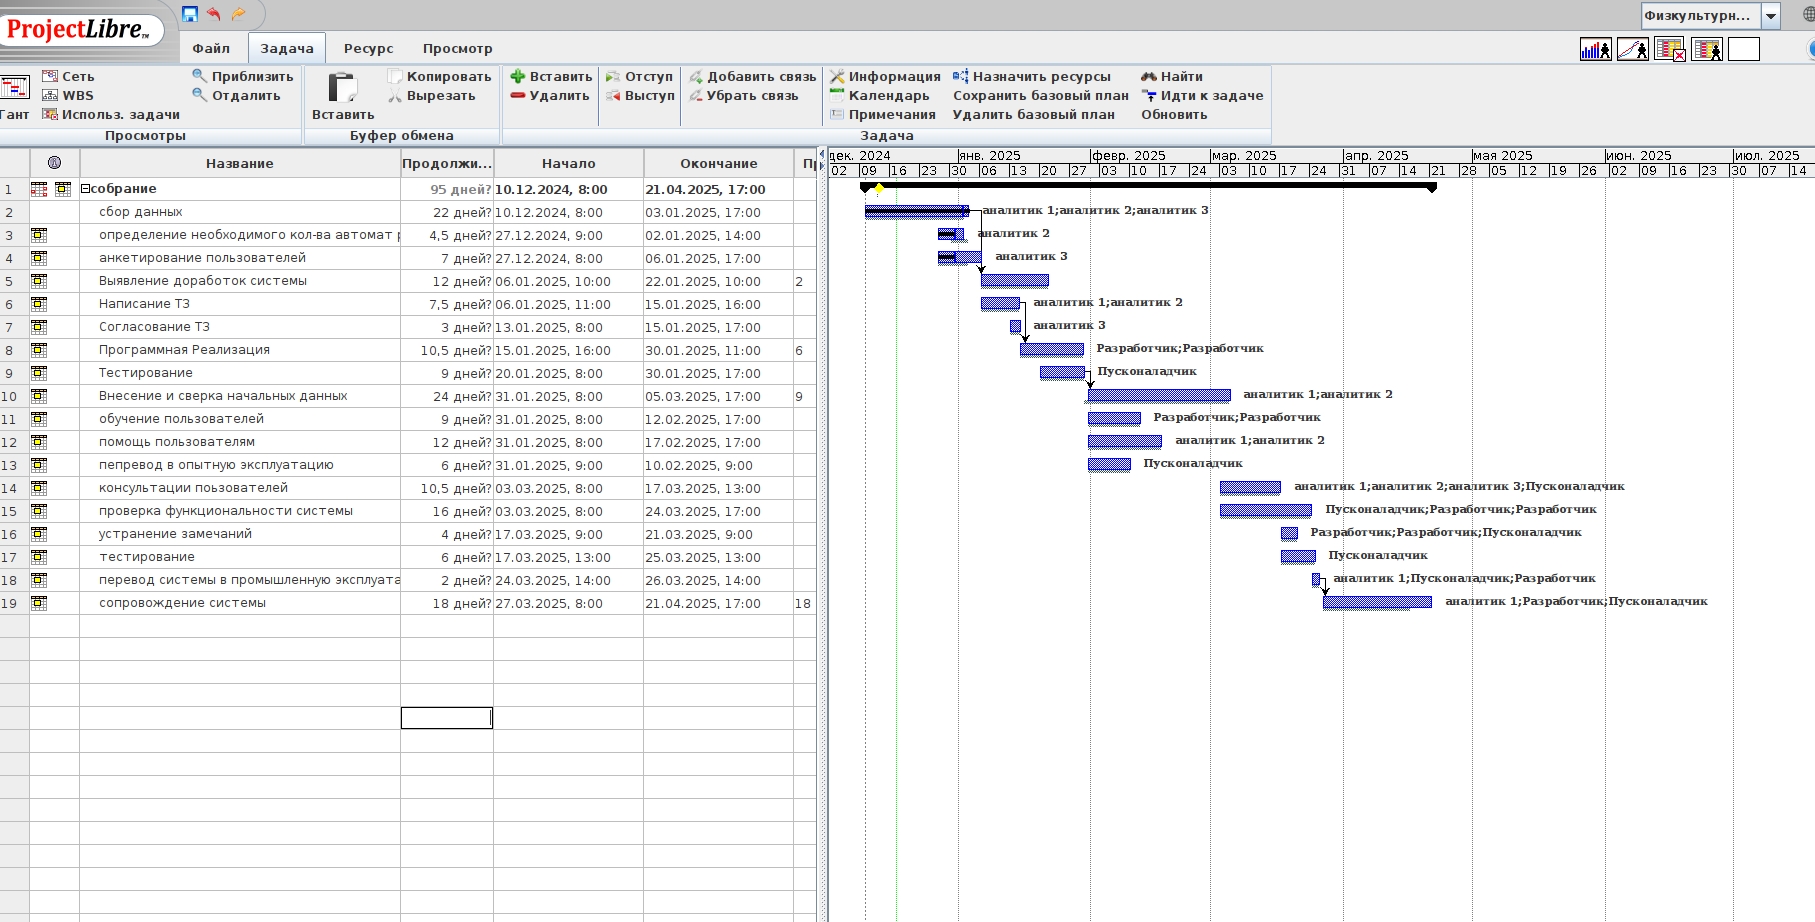 ProjectLibre™
Физкультурн...
Файл Задача Ресурс Просмотр
Сеть Приблизить Копировать Вставить Отступ Добавить связь Информация Назначить ресурсы Найти
WBS Отдалить Вырезать Удалить Выступ Убрать связь Календарь Сохранить базовый план Идти к задаче
Гант Использ. задачи Вставить Примечания Удалить базовый план Обновить
Просмотры Буфер обмена Задача
Название Продолжи... Начало Окончание
дек. 2024 янв. 2025 февр. 2025 мар. 2025 апр. 2025 мая 2025 июн. 2025 июл. 2025
02 09 16 23 30 06 13 20 27 03 10 17 24 03 10 17 24 31 07 14 21 28 05 12 19 26 02 09 16 23 30 07 14
1 собрание 95 дней? 10.12.2024, 8:00 21.04.2025, 17:00
2 сбор данных 22 дней? 10.12.2024, 8:00 03.01.2025, 17:00 аналитик 1;аналитик 2;аналитик 3
3 определение необходимого кол-ва автомат 4,5 дней? 27.12.2024, 9:00 02.01.2025, 14:00 аналитик 2
4 анкетирование пользователей 7 дней? 27.12.2024, 8:00 06.01.2025, 17:00 аналитик 3
5 Выявление доработок системы 12 дней? 06.01.2025, 10:00 22.01.2025, 10:00 2
6 Написание ТЗ 7,5 дней? 06.01.2025, 11:00 15.01.2025, 16:00 аналитик 1;аналитик 2
7 Согласование ТЗ 3 дней? 13.01.2025, 8:00 15.01.2025, 17:00 аналитик 3
8 Программная Реализация 10,5 дней? 15.01.2025, 16:00 30.01.2025, 11:00 6 Разработчик;Разработчик
9 Тестирование 9 дней? 20.01.2025, 8:00 30.01.2025, 17:00 Пусконаладчик
10 Внесение и сверка начальных данных 24 дней? 31.01.2025, 8:00 05.03.2025, 17:00 9 аналитик 1;аналитик 2
11 обучение пользователей 9 дней? 31.01.2025, 8:00 12.02.2025, 17:00 Разработчик;Разработчик
12 помощь пользователям 12 дней? 31.01.2025, 8:00 17.02.2025, 17:00 аналитик 1;аналитик 2
13 пепревод в опытную эксплуатацию 6 дней? 31.01.2025, 9:00 10.02.2025, 9:00 Пусконаладчик
14 консультации поьзователей 10,5 дней? 03.03.2025, 8:00 17.03.2025, 13:00 аналитик 1;аналитик 2;аналитик 3;Пусконаладчик
15 проверка функциональности системы 16 дней? 03.03.2025, 8:00 24.03.2025, 17:00 Пусконаладчик;Разработчик;Разработчик
16 устранение замечаний 4 дней? 17.03.2025, 9:00 21.03.2025, 9:00 Разработчик;Разработчик;Пусконаладчик
17 тестирование 6 дней? 17.03.2025, 13:00 25.03.2025, 13:00 Пусконаладчик
18 перевод системы в промышленную эксплуата 2 дней? 24.03.2025, 14:00 26.03.2025, 14:00 аналитик 1;Пусконаладчик;Разработчик
19 сопровождение системы 18 дней? 27.03.2025, 8:00 21.04.2025, 17:00 18 аналитик 1;Разработчик;Пусконаладчик